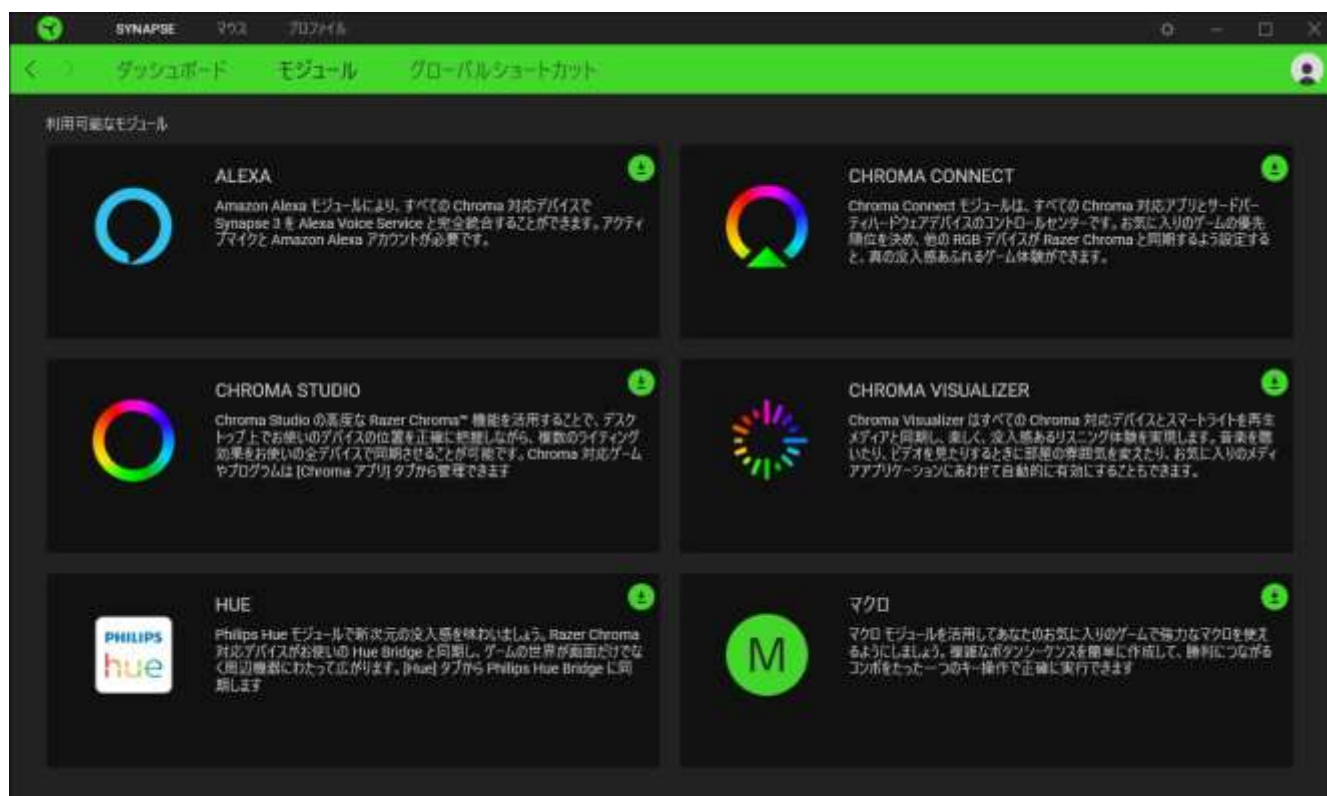 SYNAPSE マウス プロファイル
ダッシュボード モジュール グローバルショートカット
利用可能なモジュール
ALEXA
Amazon Alexa モジュールにより、すべての Chroma 対応デバイスで
Synapse 3 を Alexa Voice Service と完全統合することができます。アクティ
ブマイクと Amazon Alexa アカウントが必要です。
CHROMA CONNECT
Chroma Connect モジュールは、すべての Chroma 対応アプリとサードパー
ティハードウェアデバイスのコントロールセンターです。お気に入りのゲームの優先
順位を決め、他の RGB デバイスが Razer Chroma と同期するよう設定する
と、真の没入感あふれるゲーム体験ができます。
CHROMA STUDIO
Chroma Studio の高度な Razer Chroma™ 機能を活用することで、デスク
トップ上でお使いのデバイスの位置を正確に把握しながら、複数のライティング
効果をお使いの全デバイスで同期させることが可能です。Chroma 対応ゲーム
やプログラムは [Chroma アプリ] タブから管理できます
CHROMA VISUALIZER
Chroma Visualizer はすべての Chroma 対応デバイスとスマートライトを再生
メディアと同期し、楽しく、没入感あるリスニング体験を実現します。音楽を聴
いたり、ビデオを見たりするときに部屋の雰囲気を変えたり、お気に入りのメディ
アアプリケーションにあわせて自動的に有効にすることもできます。
PHILIPS
hue
HUE
Philips Hue モジュールで新次元の没入感を味わいましょう。Razer Chroma
対応デバイスがお使いの Hue Bridge と同期し、ゲームの世界が画面だけでな
く周辺機器にわたって広がります。[Hue] タブから Philips Hue Bridge に同
期します
M
マクロ
マクロ モジュールを活用してあなたのお気に入りのゲームで強力なマクロを使え
るようにしましょう。複雑なボタンシーケンスを簡単に作成して、勝利につながる
コンボをたった一つのキー操作で正確に実行できます